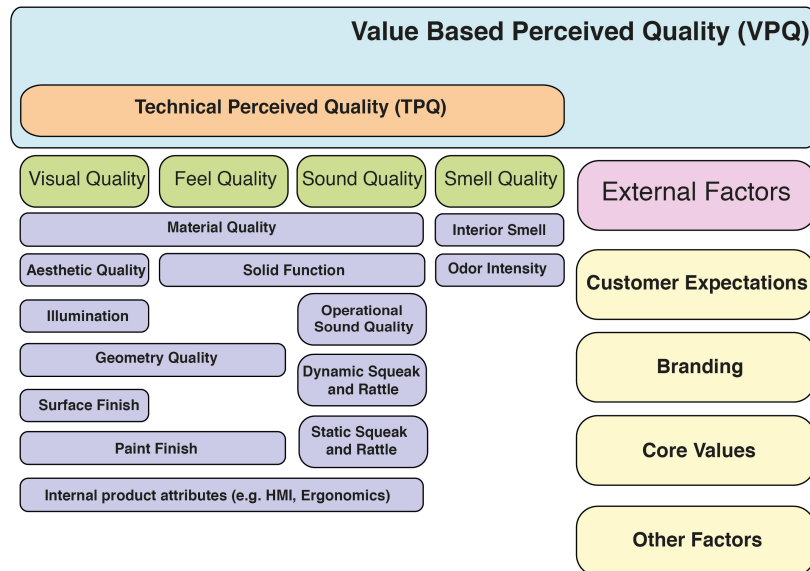 Value Based Perceived Quality (VPQ)
Technical Perceived Quality (TPQ)
Visual Quality
Feel Quality
Sound Quality
Smell Quality
External Factors
Material Quality
Interior Smell
Aesthetic Quality
Solid Function
Odor Intensity
Customer Expectations
Illumination
Operational
Sound Quality
Geometry Quality
Dynamic Squeak
and Rattle
Branding
Surface Finish
Paint Finish
Static Squeak
and Rattle
Core Values
Internal product attributes (e.g. HMI, Ergonomics)
Other Factors